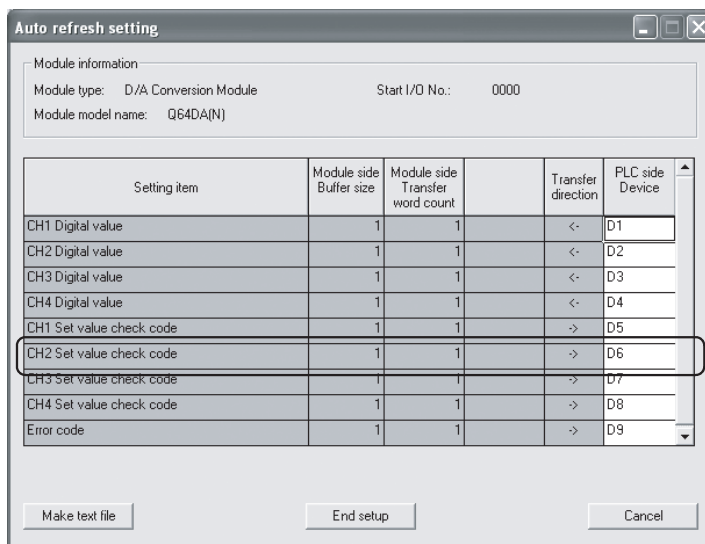 Auto refresh setting
Module information
Module type: D/A Conversion Module Start I/O No.: 0000
Module model name: Q64DA(N)
Setting item Module side Buffer size Module side Transfer word count Transfer direction PLC side Device
CH1 Digital value 1 1 <- D1
CH2 Digital value 1 1 <- D2
CH3 Digital value 1 1 <- D3
CH4 Digital value 1 1 <- D4
CH1 Set value check code 1 1 -> D5
CH2 Set value check code 1 1 -> D6
CH3 Set value check code 1 1 -> D7
CH4 Set value check code 1 1 -> D8
Error code 1 1 -> D9
Make text file End setup Cancel